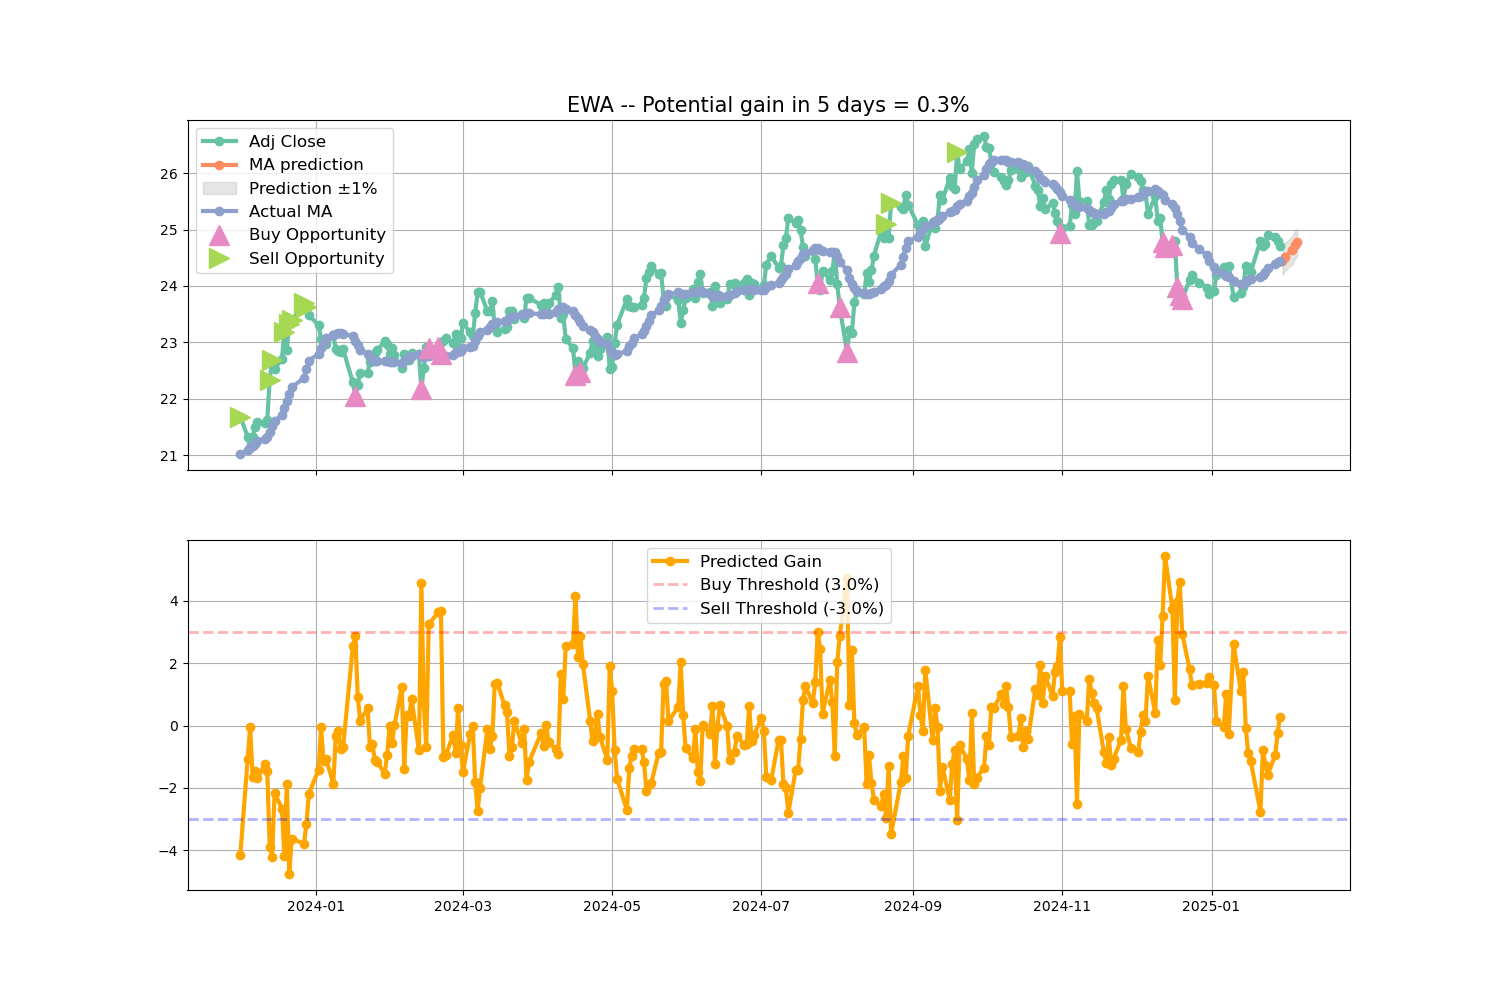 EWA -- Potential gain in 5 days = 0.3%
Adj Close
MA prediction
Prediction ±1%
Actual MA
Buy Opportunity
Sell Opportunity
26
25
24
23
22
21
Predicted Gain
Buy Threshold (3.0%)
Sell Threshold (-3.0%)
4
2
0
−2
−4
2024-01 2024-03 2024-05 2024-07 2024-09 2024-11 2025-01